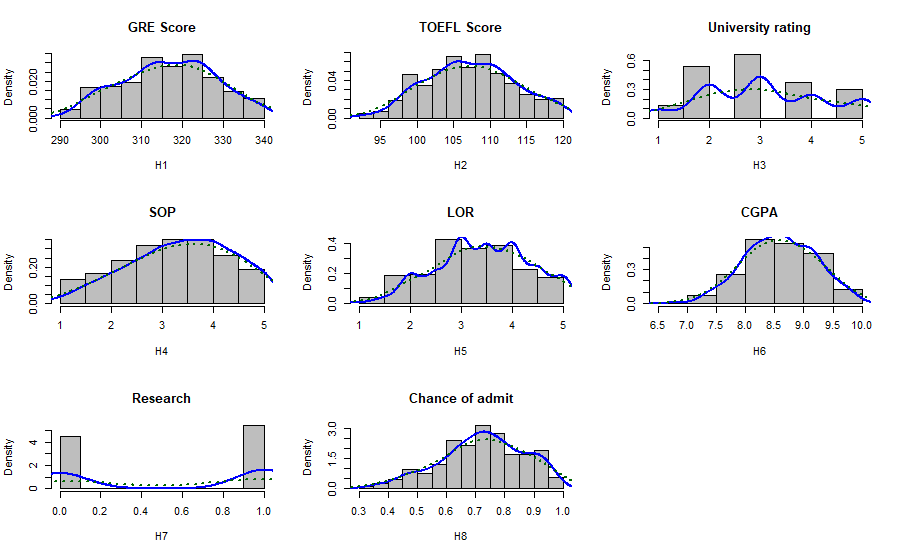 GRE Score
Density
0.000 0.020
290 300 310 320 330 340
H1
TOEFL Score
Density
0.00 0.04
95 100 105 110 115 120
H2
University rating
Density
0.0 0.3 0.6
1 2 3 4 5
H3
SOP
Density
0.00 0.20
1 2 3 4 5
H4
LOR
Density
0.0 0.2 0.4
1 2 3 4 5
H5
CGPA
Density
0.0 0.3
6.5 7.0 7.5 8.0 8.5 9.0 9.5 10.0
H6
Research
Density
0 2 4
0.0 0.2 0.4 0.6 0.8 1.0
H7
Chance of admit
Density
0.0 1.5 3.0
0.3 0.4 0.5 0.6 0.7 0.8 0.9 1.0
H8